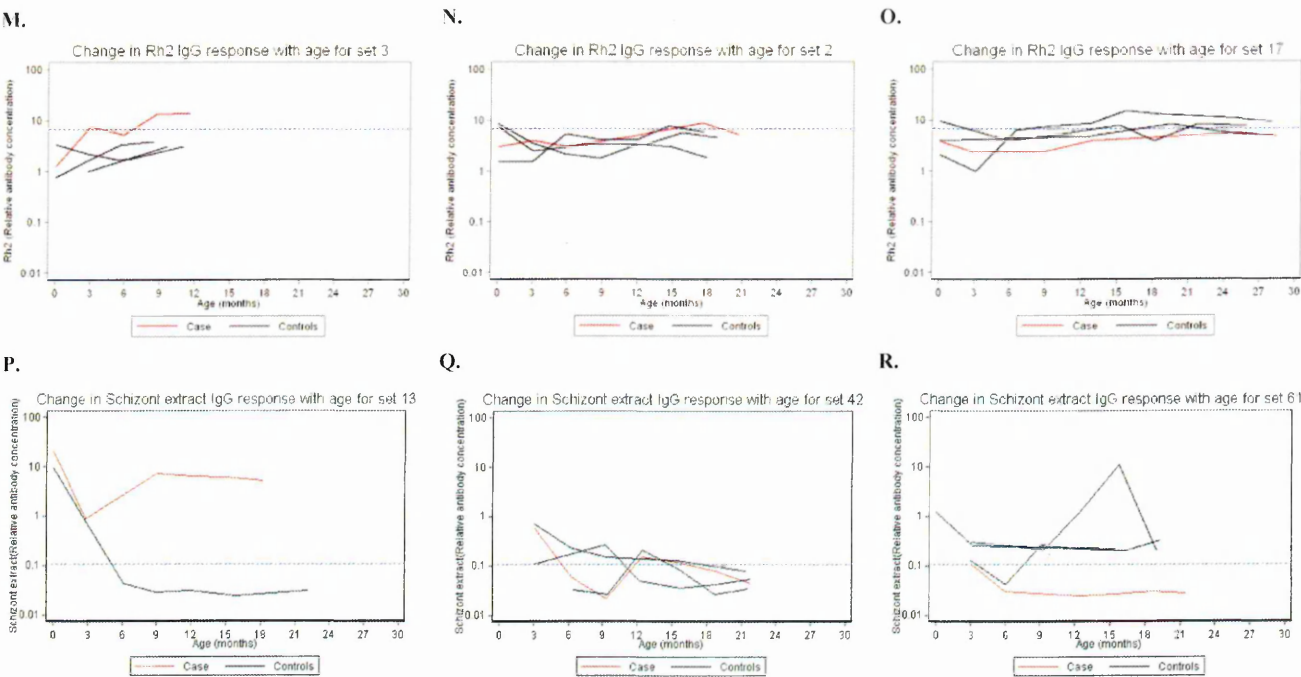 M.
Change in Rh2 IgG response with age for set 3
Rh2 (Relative antibody concentration)
100
10
1
0.1
0.01
0 3 6 9 12 15 18 21 24 27 30
Age (months)
Case Controls
N.
Change in Rh2 IgG response with age for set 2
Rh2 (Relative antibody concentration)
100
10
1
0.1
0.01
0 3 6 9 12 15 18 21 24 27 30
Age (months)
Case Controls
O.
Change in Rh2 IgG response with age for set 17
Rh2 (Relative antibody concentration)
100
10
1
0.1
0.01
0 3 6 9 12 15 18 21 24 27 30
Age (months)
Case Controls
P.
Change in Schizont extract IgG response with age for set 13
Schizont extract(Relative antibody concentration)
100
10
1
0.1
0.01
0 3 6 9 12 15 18 21 24 27 30
Age (months)
Case Controls
Q.
Change in Schizont extract IgG response with age for set 42
Schizont extract(Relative antibody concentration)
100
10
1
0.1
0.01
0 3 6 9 12 15 18 21 24 27 30
Age (months)
Case Controls
R.
Change in Schizont extract IgG response with age for set 61
Schizont extract(Relative antibody concentration)
100
10
1
0.1
0.01
0 3 6 9 12 15 18 21 24 27 30
Age (months)
Case Controls